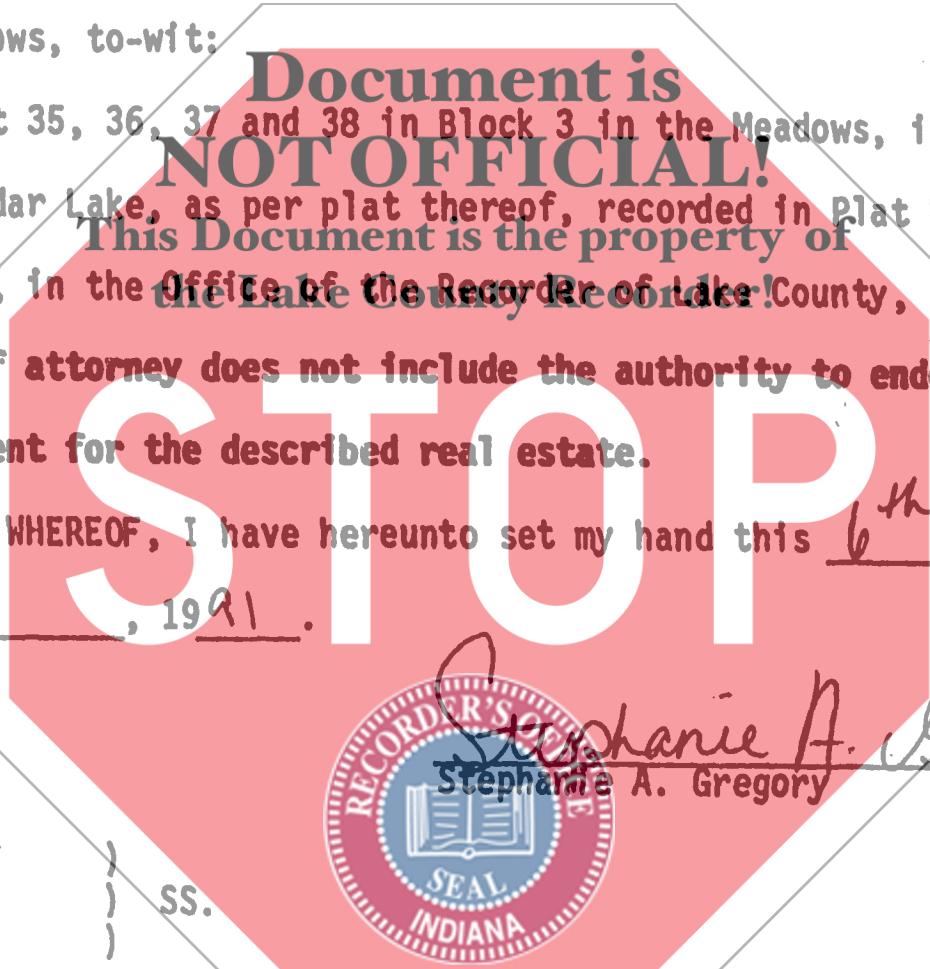 ows, to-wit:
Document is
t 35, 36, 37 and 38 in Block 3 in the Meadows, i
NOT OFFICIAL!
dar Lake, as per plat thereof, recorded in Plat
This Document is the property of
, in the Office of the Recorder of Lake County,
the Lake County Recorder!
f attorney does not include the authority to endo
STOP
ent for the described real estate.
WHEREOF, I have hereunto set my hand this 6th
, 1991.
Stephanie A.
Stephanie A. Gregory
RECORDER'S OFFICE
SEAL
INDIANA
) SS.